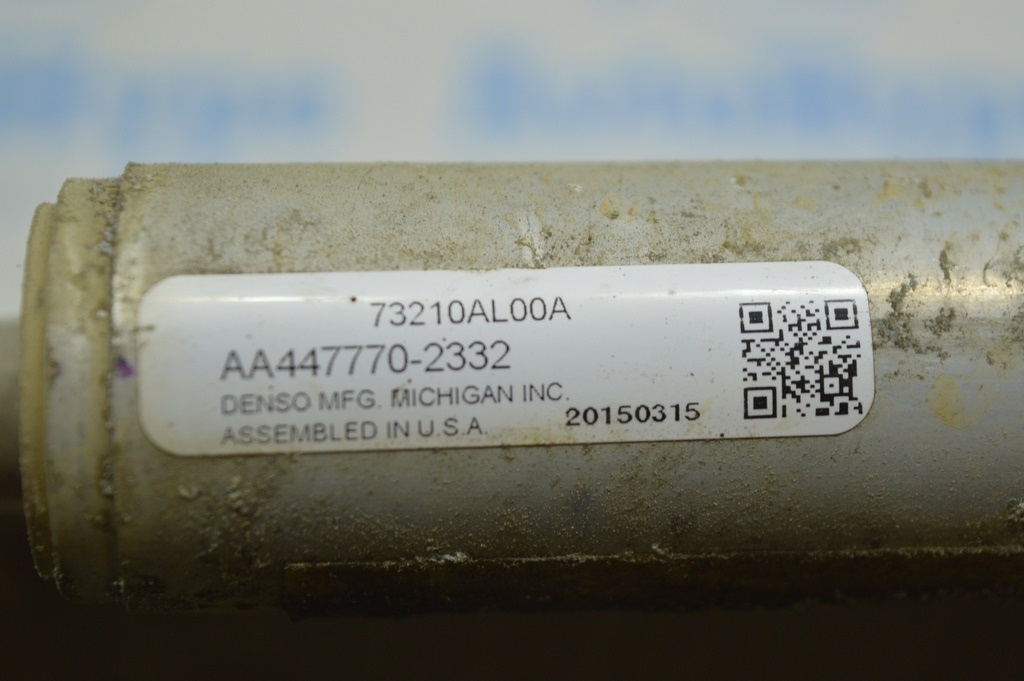 73210AL00A
AA447770-2332
DENSO MFG. MICHIGAN INC.
ASSEMBLED IN U.S.A.
20150315